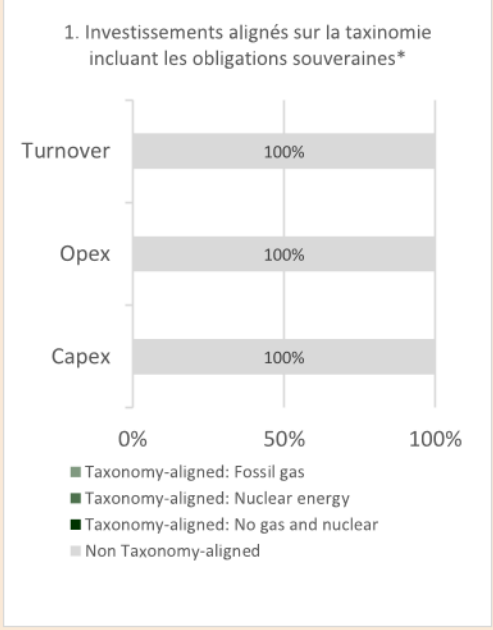 1. Investissements alignés sur la taxinomie
incluant les obligations souveraines*
Turnover
100%
Opex
100%
Capex
100%
0%
50%
100%
Taxonomy-aligned: Fossil gas
Taxonomy-aligned: Nuclear energy
Taxonomy-aligned: No gas and nuclear
Non Taxonomy-aligned